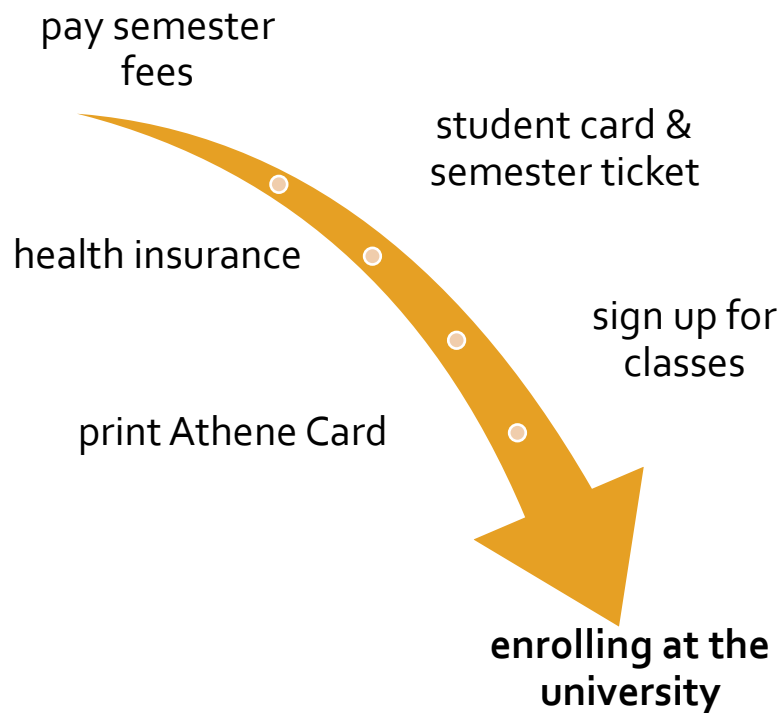 pay semester
fees
student card &
semester ticket
health insurance
sign up for
classes
print Athene Card
enrolling at the
university